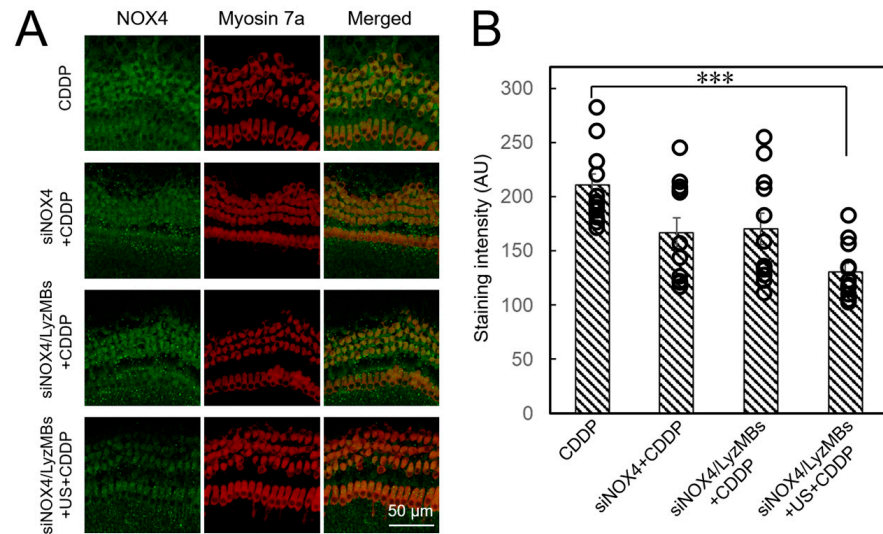 A
NOX4
Myosin 7a
Merged
CDDP
siNOX4
+CDDP
siNOX4/LyzMBs
+CDDP
siNOX4/LyzMBs
+US+CDDP
50 µm
B
Staining intensity (AU)
300
250
200
150
100
50
0
***
CDDP
siNOX4+CDDP
siNOX4/LyzMBs
+CDDP
siNOX4/LyzMBs
+US+CDDP